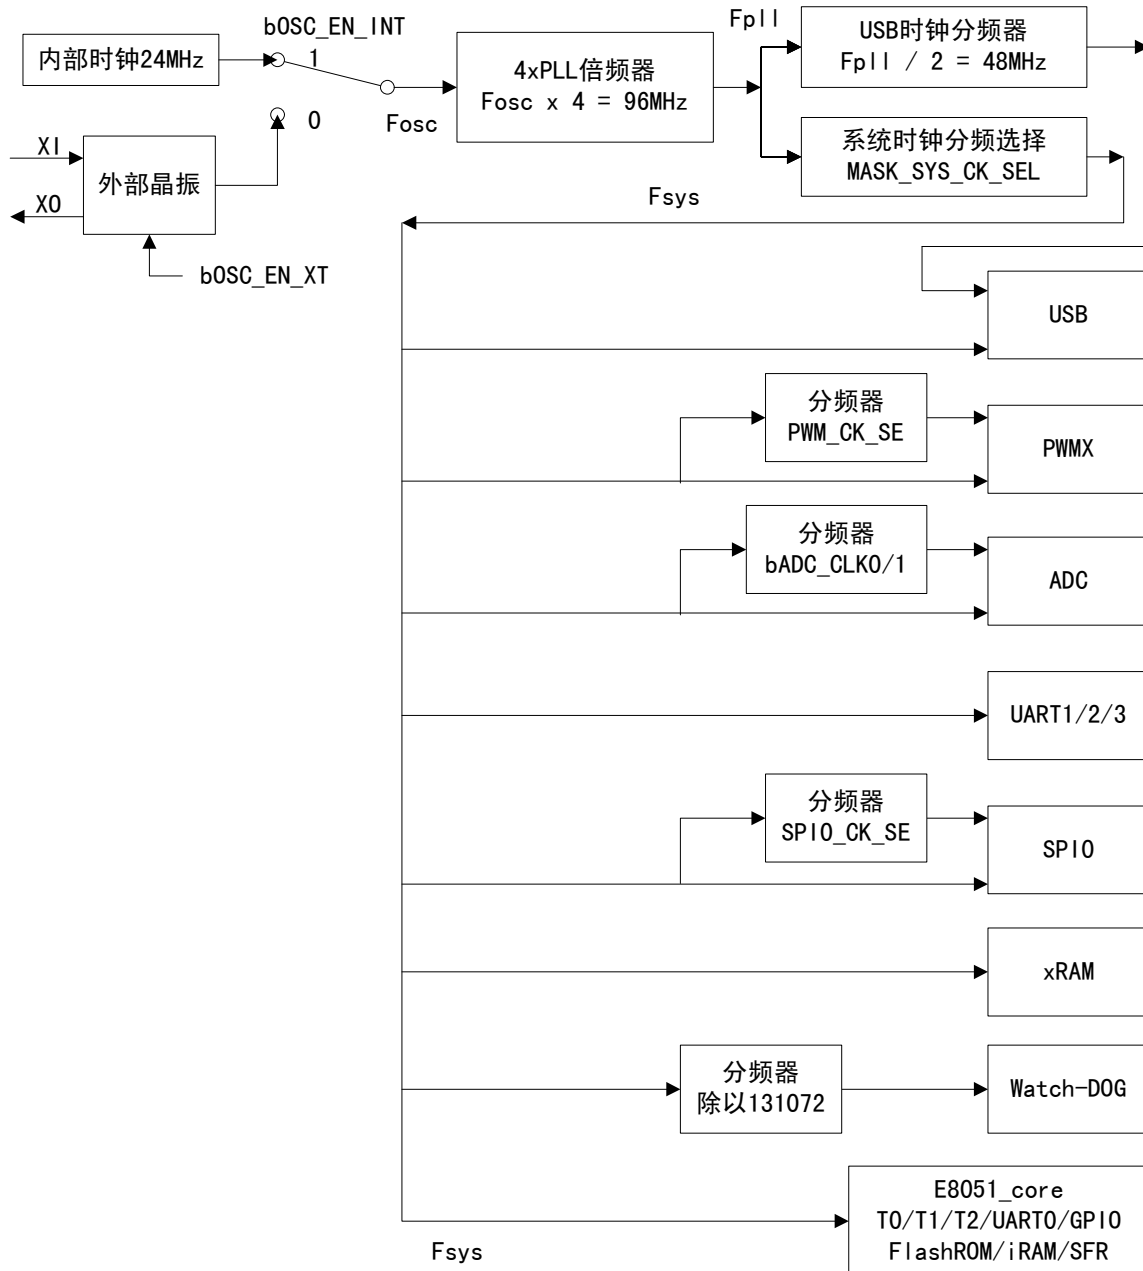 bOSC_EN_INT
内部时钟24MHz
1
0
Fosc
4xPLL倍频器
Fosc x 4 = 96MHz
Fpll
USB时钟分频器
Fpll / 2 = 48MHz
系统时钟分频选择
MASK_SYS_CK_SEL
XI
XO
外部晶振
bOSC_EN_XT
Fsys
USB
分频器
PWM_CK_SE
PWMX
分频器
bADC_CLK0/1
ADC
UART1/2/3
分频器
SPI0_CK_SE
SPI0
xRAM
分频器
除以131072
Watch-DOG
E8051_core
T0/T1/T2/UART0/GPIO
FlashROM/iRAM/SFR
Fsys